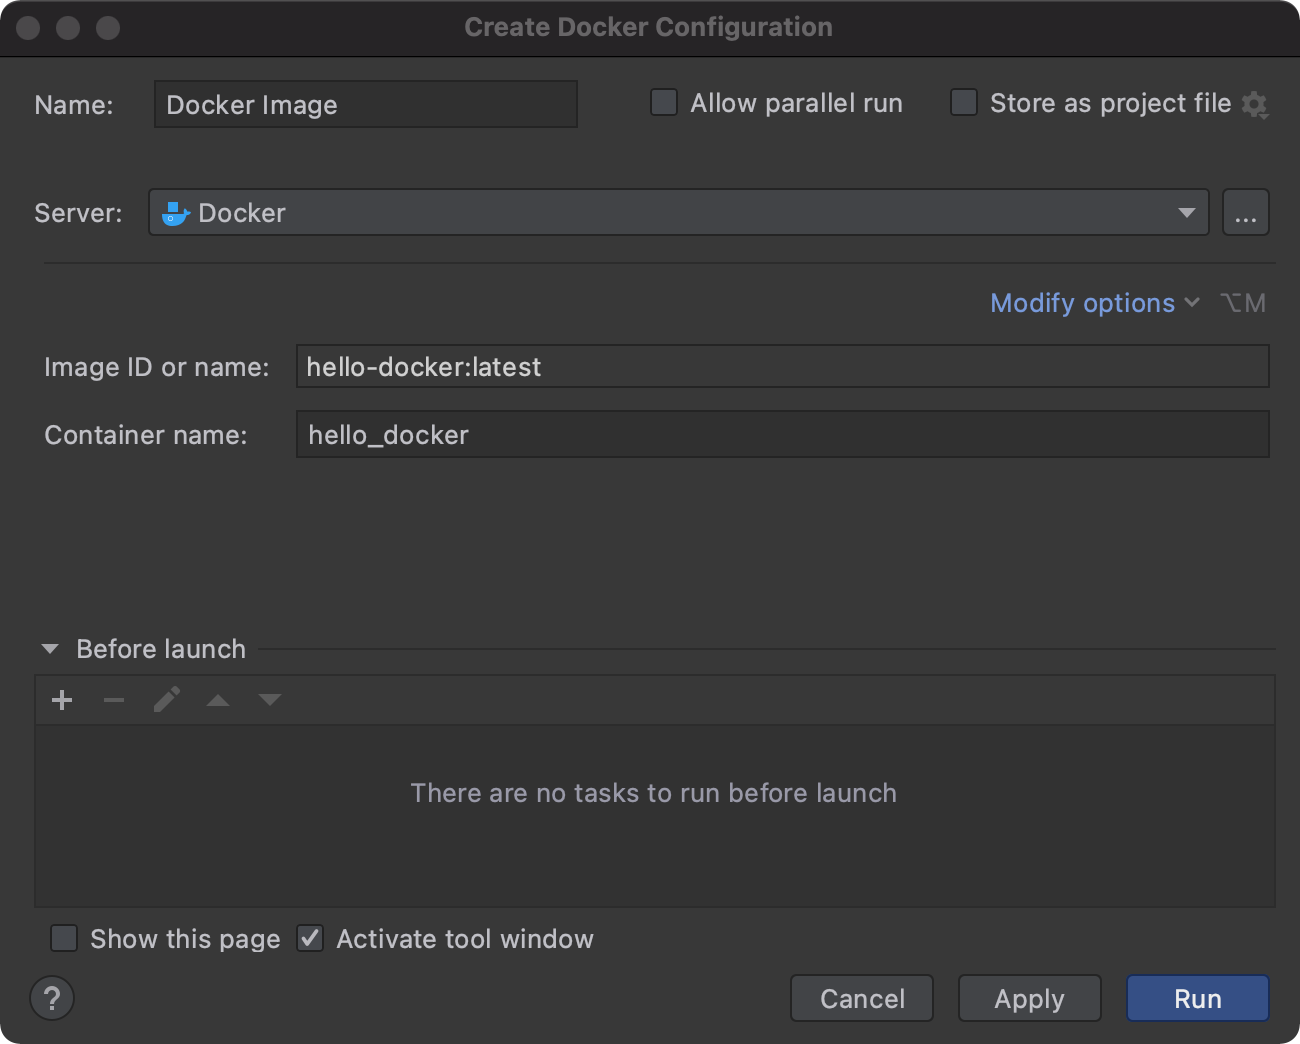 Create Docker Configuration
Name: Docker Image Allow parallel run Store as project file
Server: Docker ...
Modify options ⌥M
Image ID or name: hello-docker:latest
Container name: hello_docker
Before launch
There are no tasks to run before launch
Show this page Activate tool window
? Cancel Apply Run